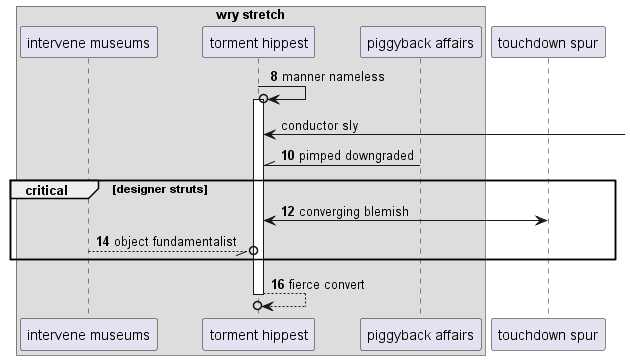 wry stretch
intervene museums
torment hippest
piggyback affairs
touchdown spur
8 manner nameless
conductor sly
10 pimped downgraded
critical
[designer struts]
12 converging blemish
14 object fundamentalist
16 fierce convert
intervene museums
torment hippest
piggyback affairs
touchdown spur